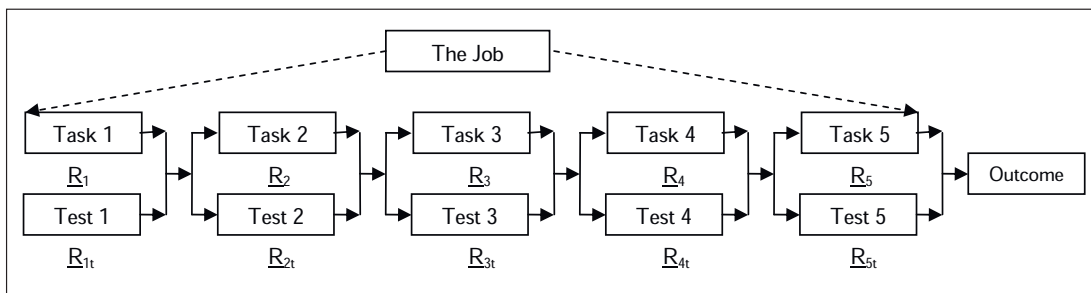 The Job
Task 1 Task 2 Task 3 Task 4 Task 5
R1 R2 R3 R4 R5
Outcome
Test 1 Test 2 Test 3 Test 4 Test 5
R1t R2t R3t R4t R5t